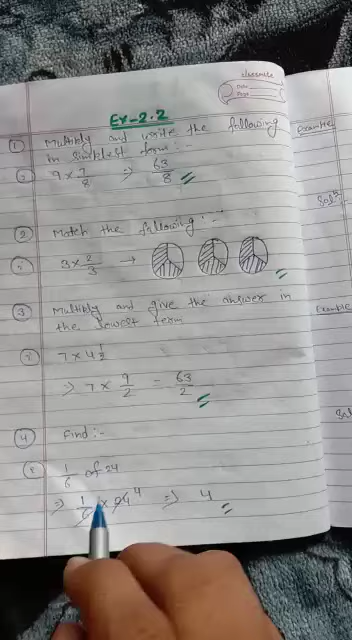 classmate
Date
Page
Ex-2.2
① Multiply and write the following
in simplest form :-
9 × 7/8 ⇒ 63/8
② Match the following :-
3 × 2/3 →
③ Multiply and give the answer in
the lowest term
7 × 4 1/2
⇒ 7 × 9/2 = 63/2
④ Find :-
1/6 of 24
⇒ 1/6 × 24 4 ⇒ 4
Example
Sol
Example